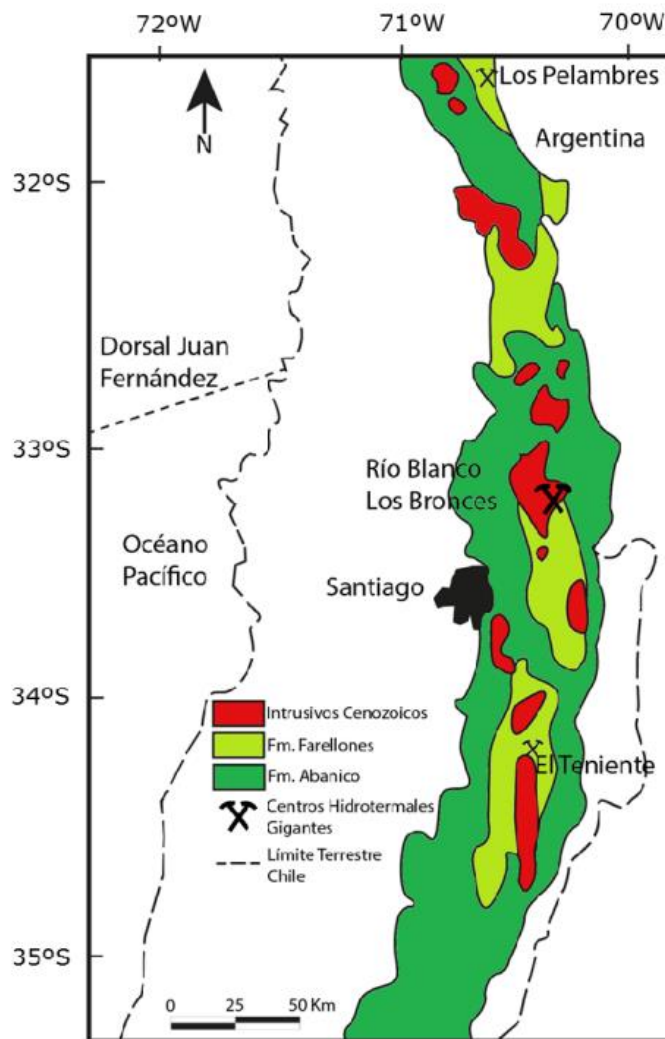 72ºW
71ºW
70ºW
Los Pelambres
N
Argentina
32ºS
Dorsal Juan
Fernández
33ºS
Río Blanco
Los Bronces
Océano
Pacífico
Santiago
34ºS
Intrusivos Cenozoicos
Fm. Farellones
El Teniente
Fm. Abanico
Centros Hidrotermales
Gigantes
Límite Terrestre
Chile
35ºS
0 25 50 Km